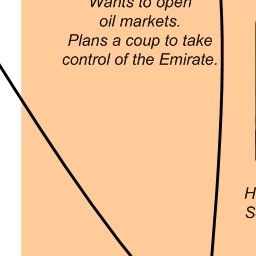 Wants to open
oil markets.
Plans a coup to take
control of the Emirate.
H
S